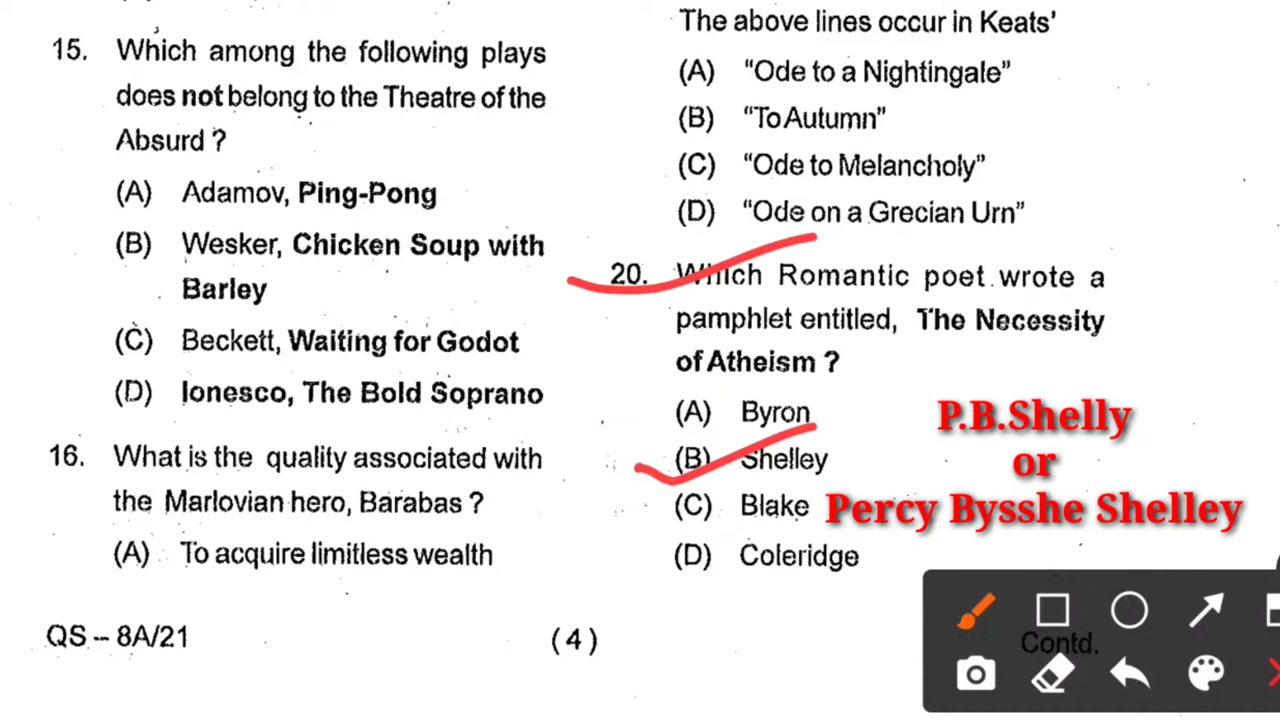 15. Which among the following plays
does not belong to the Theatre of the
Absurd ?
(A) Adamov, Ping-Pong
(B) Wesker, Chicken Soup with
Barley
(C) Beckett, Waiting for Godot
(D) Ionesco, The Bold Soprano
16. What is the quality associated with
the Marlovian hero, Barabas ?
(A) To acquire limitless wealth
The above lines occur in Keats'
(A) "Ode to a Nightingale"
(B) "To Autumn"
(C) "Ode to Melancholy"
(D) "Ode on a Grecian Urn"
20. Which Romantic poet wrote a
pamphlet entitled, The Necessity
of Atheism ?
(A) Byron
(B) Shelley
(C) Blake
(D) Coleridge
P.B.Shelly
or
Percy Bysshe Shelley
QS – 8A/21
(4)
Contd.